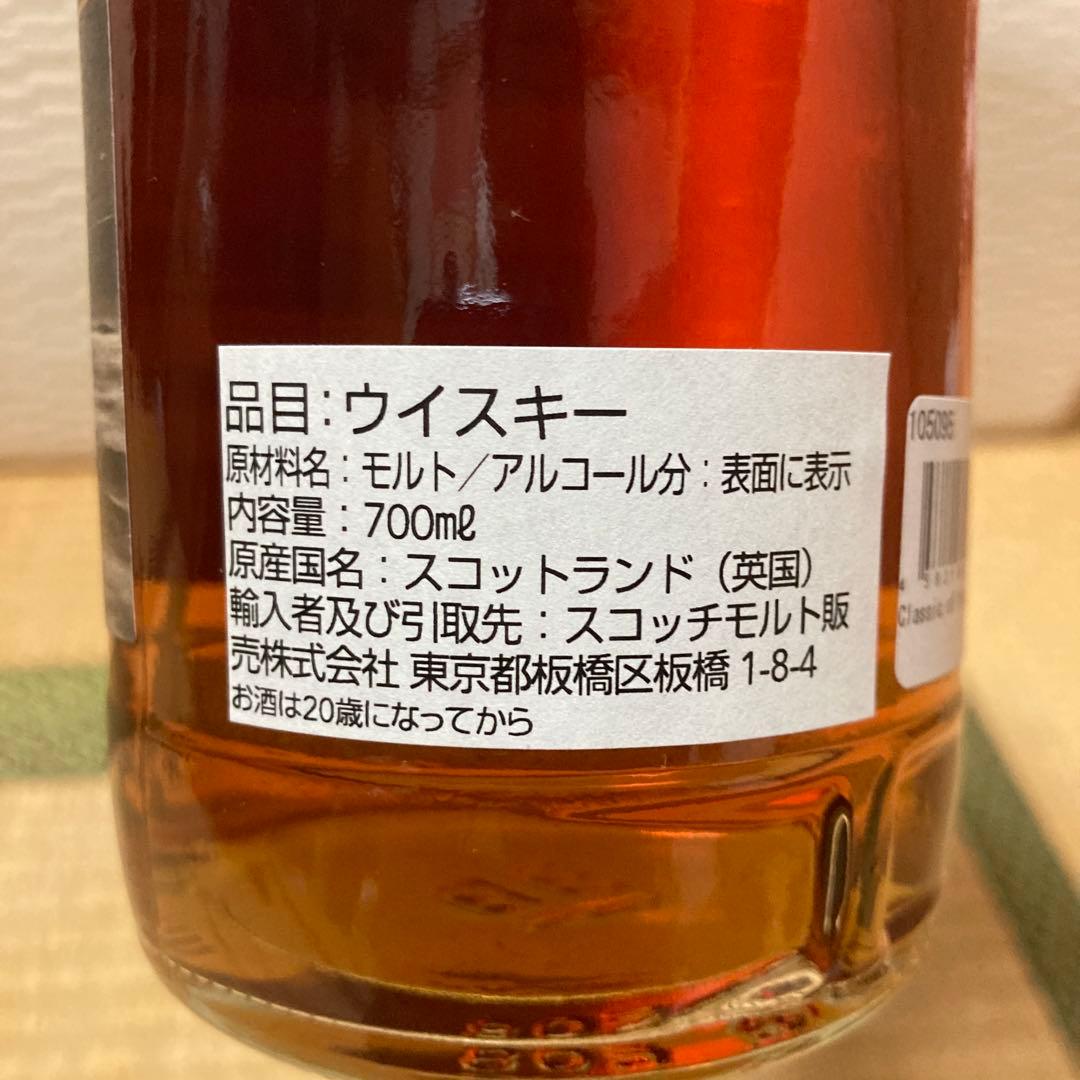 品目:ウイスキー
原材料名:モルト/アルコール分:表面に表示
内容量:700mℓ
原産国名:スコットランド(英国)
輸入者及び引取先:スコッチモルト販
売株式会社 東京都板橋区板橋 1-8-4
お酒は20歳になってから
105095